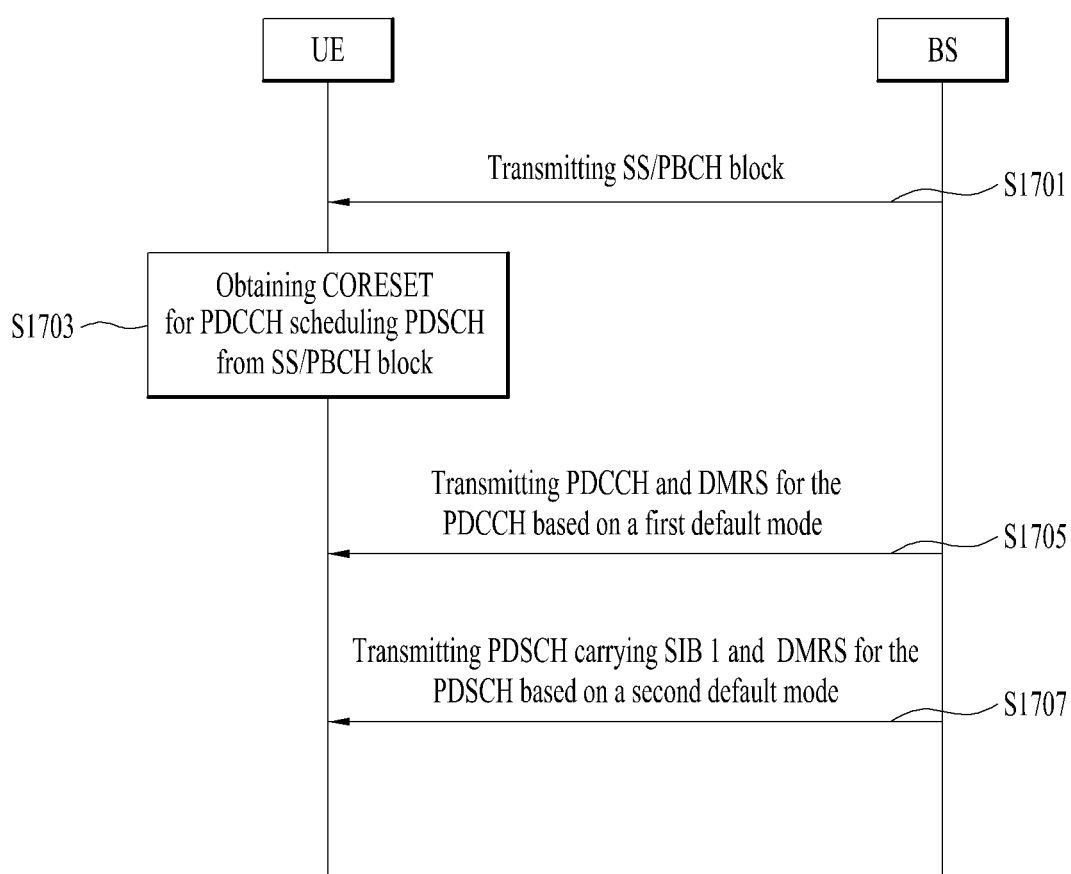 UE
BS
Transmitting SS/PBCH block
S1701
Obtaining CORESET
for PDCCH scheduling PDSCH
from SS/PBCH block
S1703
Transmitting PDCCH and DMRS for the
PDCCH based on a first default mode
S1705
Transmitting PDSCH carrying SIB 1 and DMRS for the
PDSCH based on a second default mode
S1707